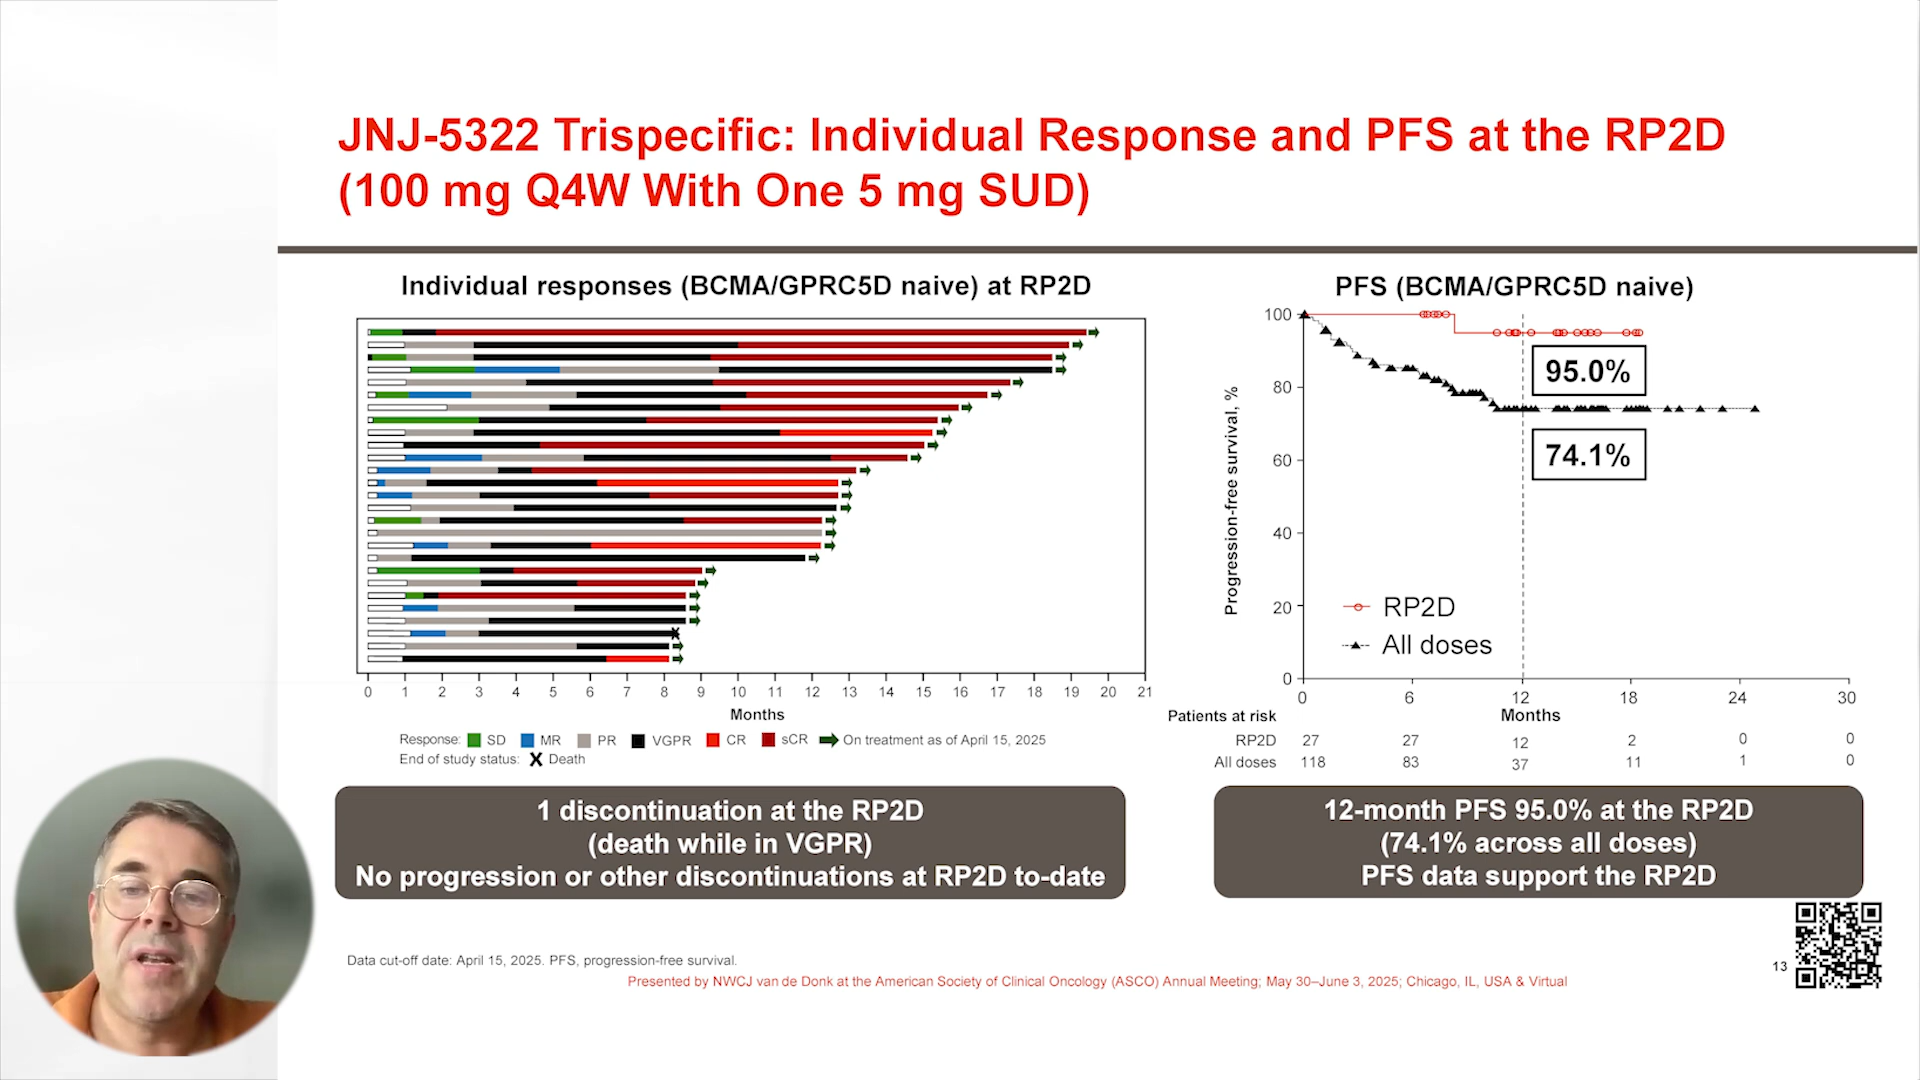 JNJ-5322 Trispecific: Individual Response and PFS at the RP2D
(100 mg Q4W With One 5 mg SUD)
Individual responses (BCMA/GPRC5D naive) at RP2D
0 1 2 3 4 5 6 7 8 9 10 11 12 13 14 15 16 17 18 19 20 21
Months
Response: SD MR PR VGPR CR sCR On treatment as of April 15, 2025
End of study status: X Death
PFS (BCMA/GPRC5D naive)
Progression-free survival, %
100
80
60
40
20
0
95.0%
74.1%
RP2D
All doses
0 6 12 18 24 30
Months
Patients at risk
RP2D 27 27 12 2 0 0
All doses 118 83 37 11 1 0
1 discontinuation at the RP2D
(death while in VGPR)
No progression or other discontinuations at RP2D to-date
12-month PFS 95.0% at the RP2D
(74.1% across all doses)
PFS data support the RP2D
Data cut-off date: April 15, 2025. PFS, progression-free survival.
Presented by NWCJ van de Donk at the American Society of Clinical Oncology (ASCO) Annual Meeting; May 30–June 3, 2025; Chicago, IL, USA & Virtual
13